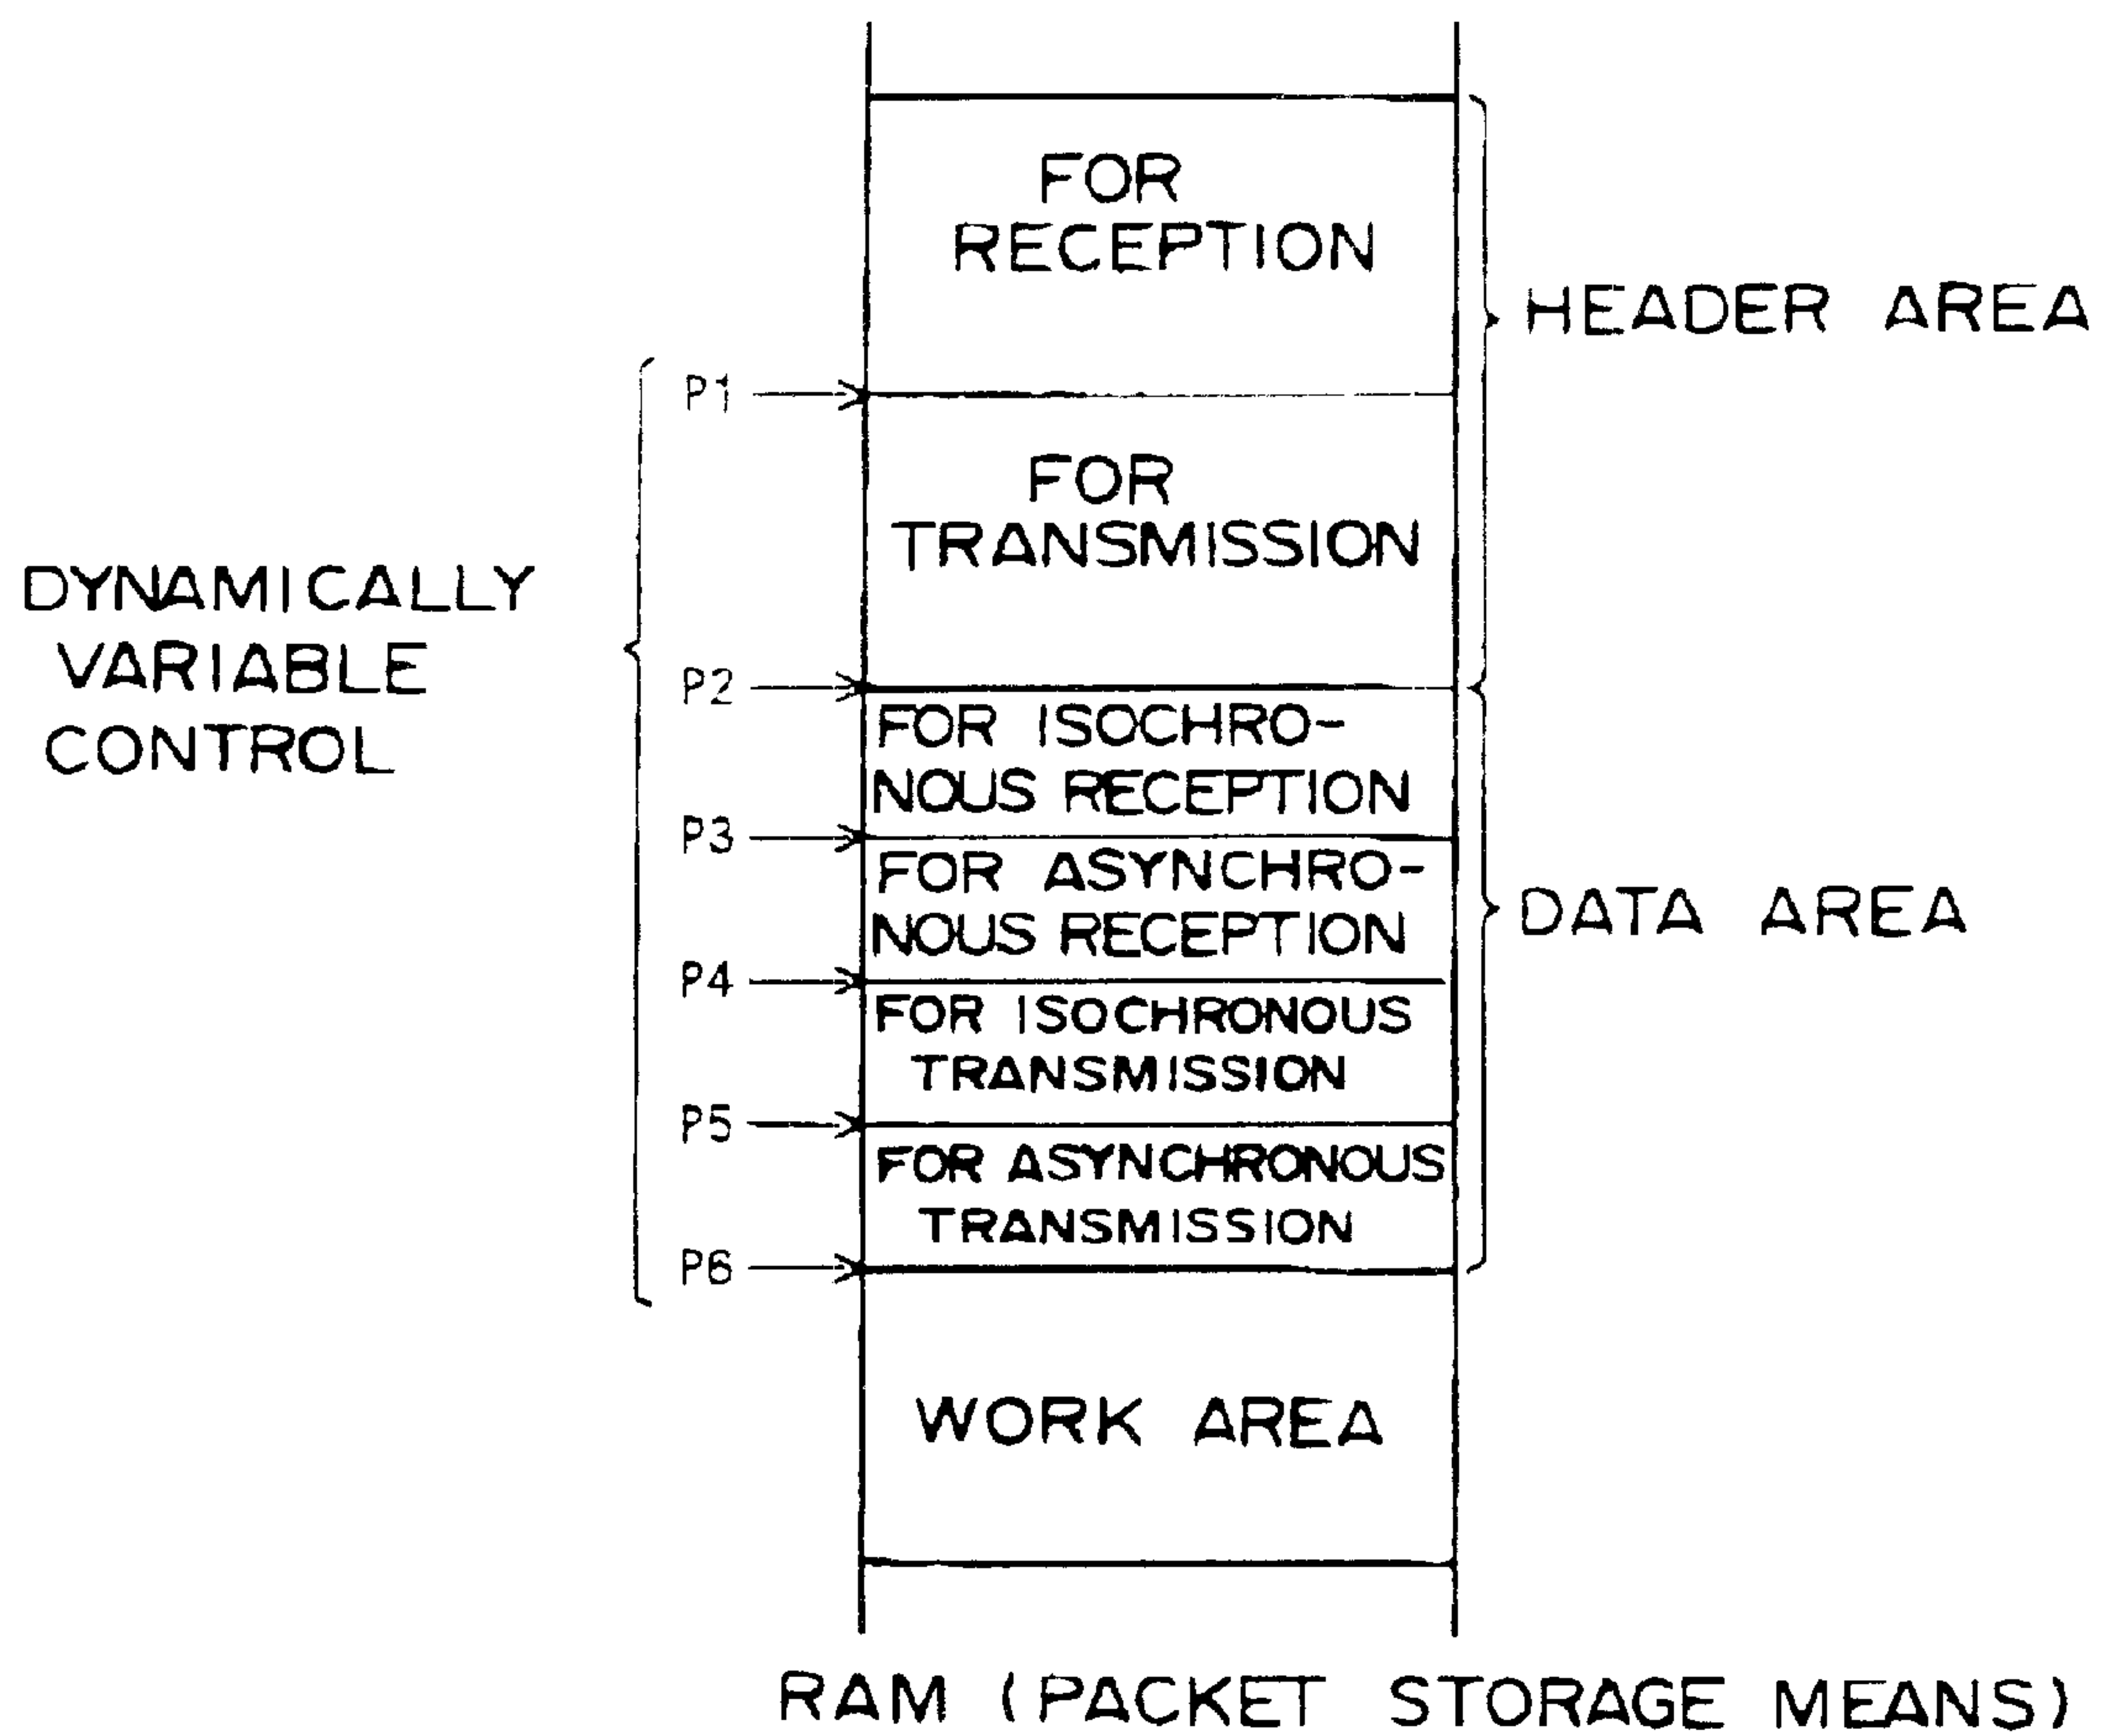 FOR
RECEPTION
HEADER AREA
P1
FOR
TRANSMISSION
DYNAMICALLY
VARIABLE
CONTROL
P2
FOR ISOCHRO-
NOUS RECEPTION
P3
FOR ASYNCHRO-
NOUS RECEPTION
DATA AREA
P4
FOR ISOCHRONOUS
TRANSMISSION
P5
FOR ASYNCHRONOUS
TRANSMISSION
P6
WORK AREA
RAM (PACKET STORAGE MEANS)